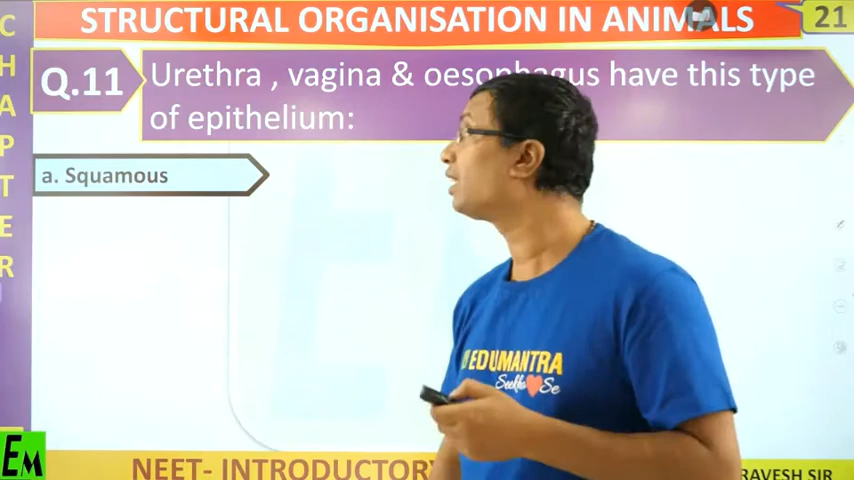 STRUCTURAL ORGANISATION IN ANIMALS
21
CHAPTER
Q.11
Urethra , vagina & oesophagus have this type
of epithelium:
a. Squamous
EDUMANTRA
Seekho Se
EM
NEET- INTRODUCTORY
RAVESH SIR